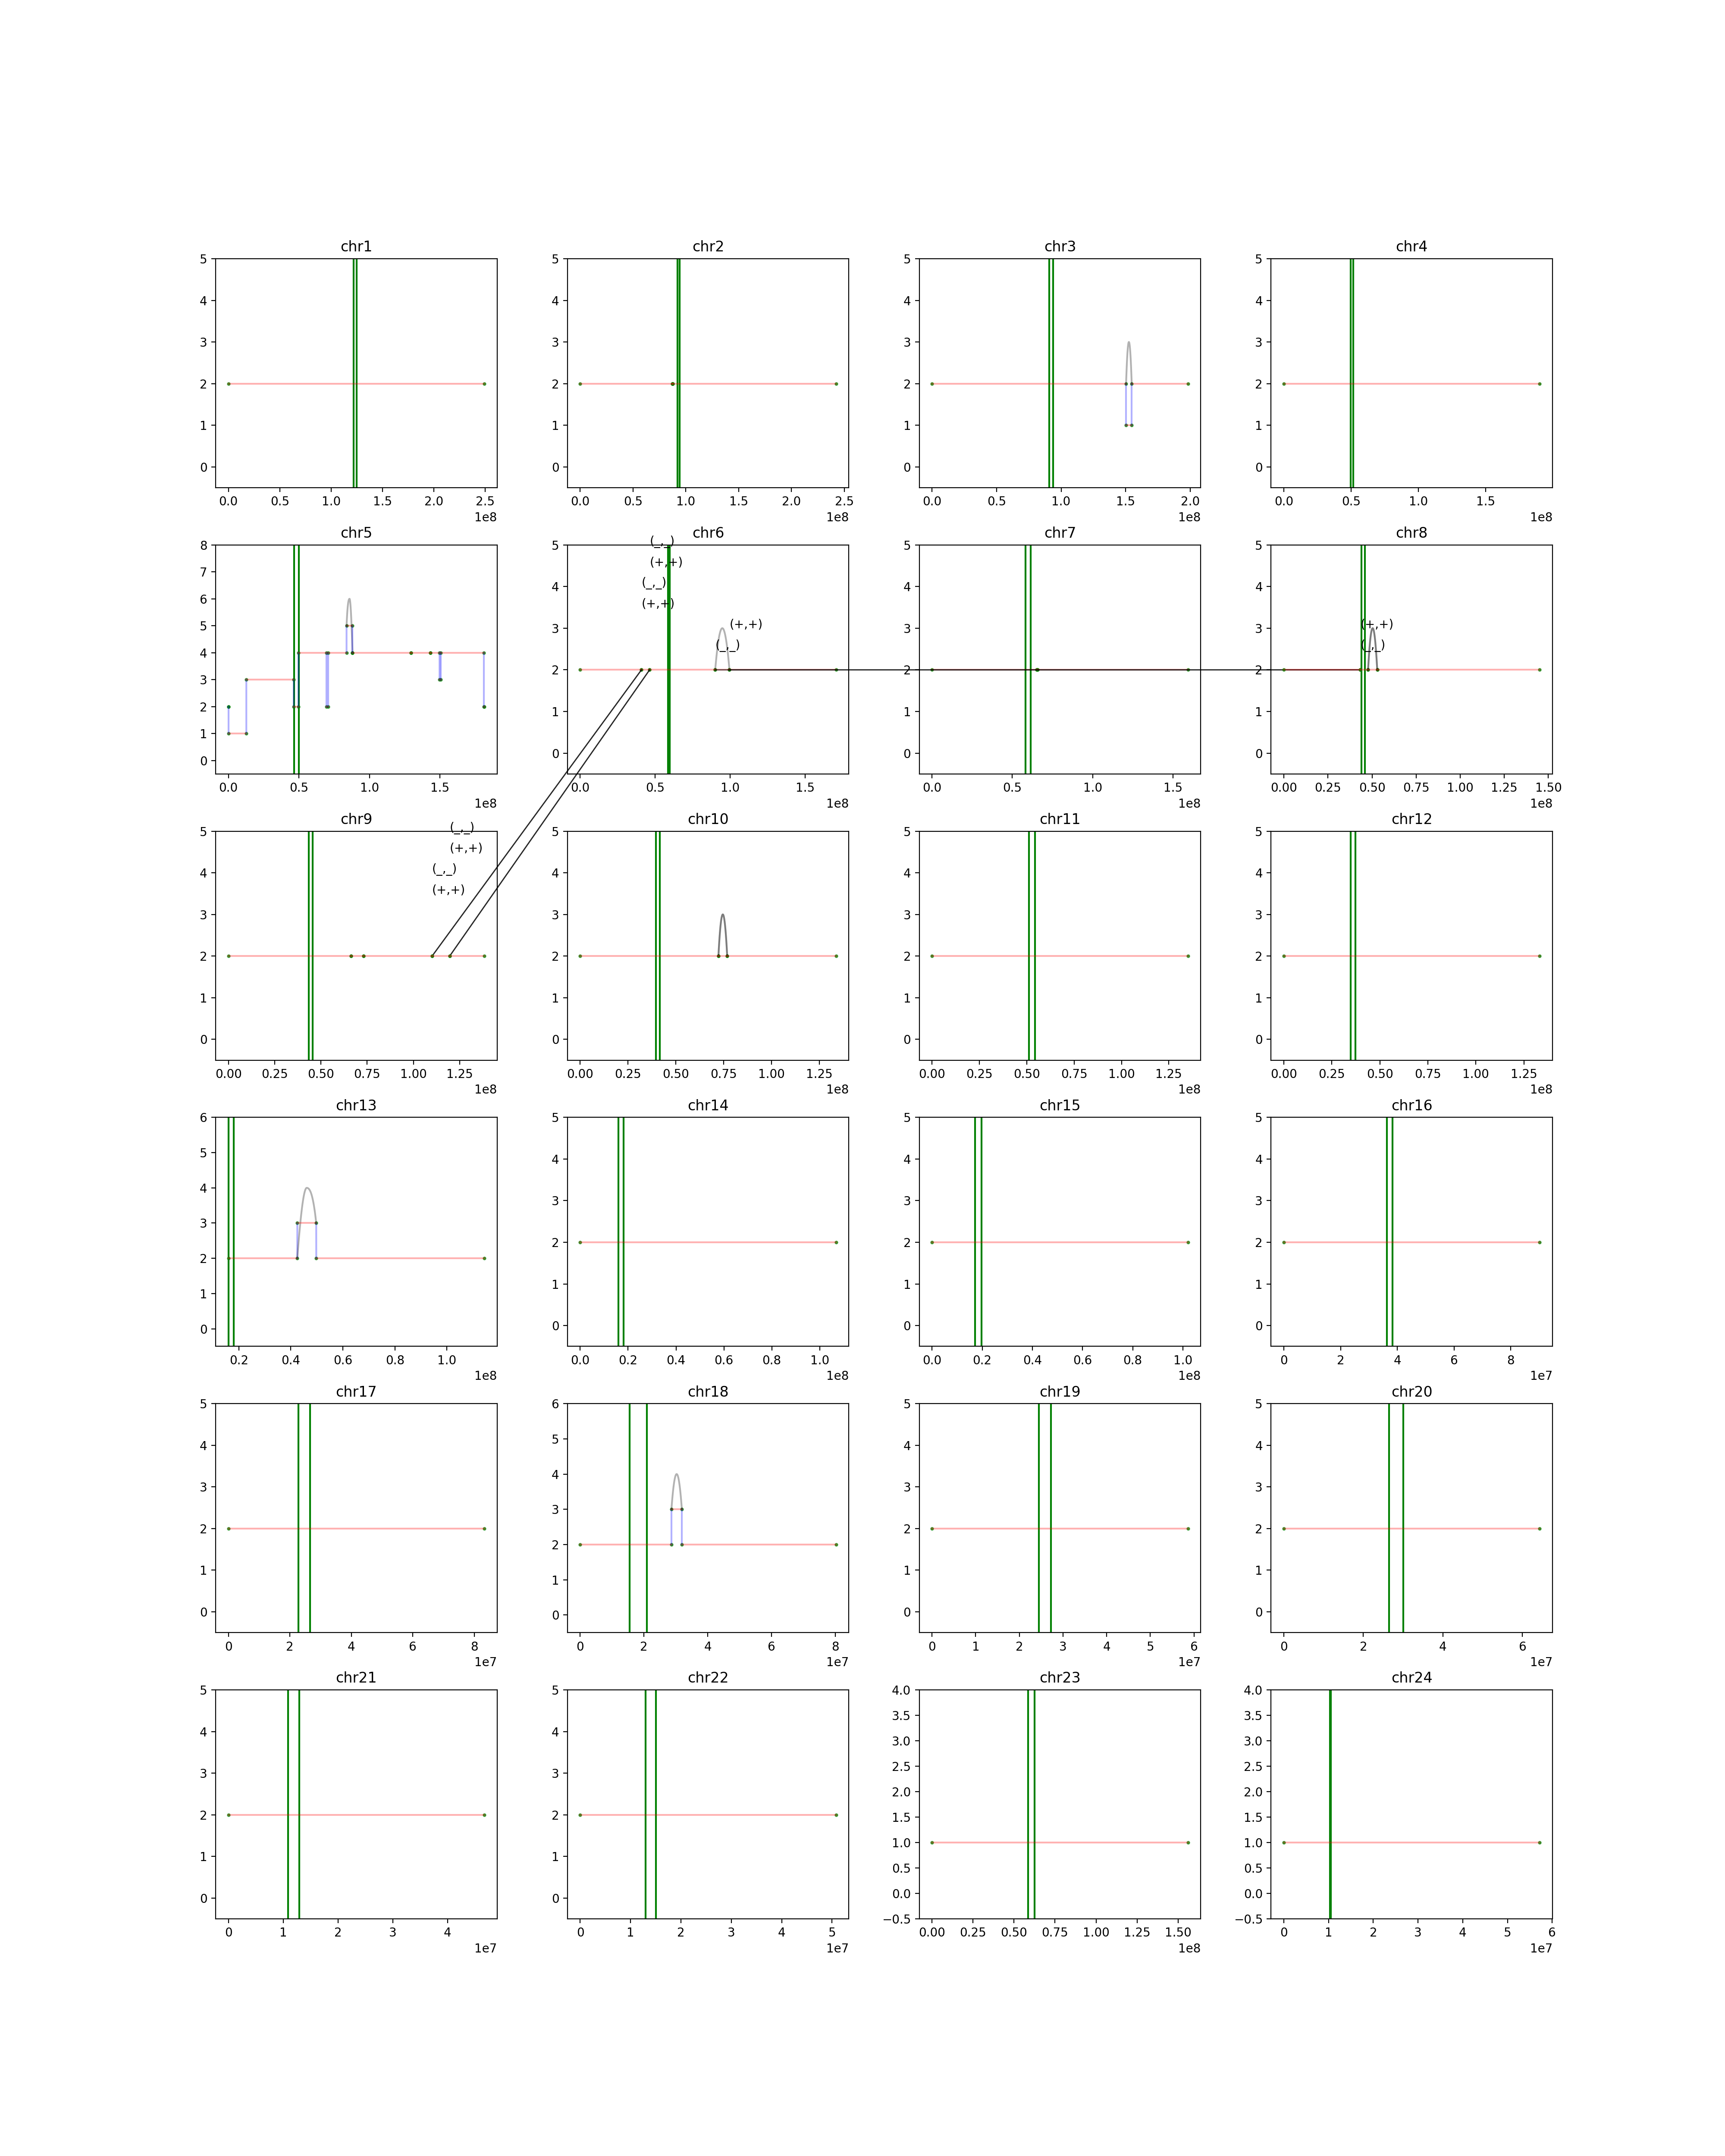 chr1 chr2 chr3 chr4
5 5 5 5
4 4 4 4
3 3 3 3
2 2 2 2
1 1 1 1
0 0 0 0
0.0 0.5 1.0 1.5 2.0 2.5 0.0 0.5 1.0 1.5 2.0 2.5 0.0 0.5 1.0 1.5 2.0 0.0 0.5 1.0 1.5
1e8 1e8 1e8 1e8
chr5 chr6 chr7 chr8
(_,_)
8 5 5 5
7
(+,+)
6 4 (_,_) 4 4
(+,+)
5 3 (+,+) 3 3 (+,+)
(_,_) (_,_)
4 2 2 2
3
2 1 1 1
1
0 0 0 0
0.0 0.5 1.0 1.5 0.0 0.5 1.0 1.5 0.0 0.5 1.0 1.5 0.00 0.25 0.50 0.75 1.00 1.25 1.50
1e8 1e8 1e8 1e8
chr9 chr10 chr11 chr12
(_,_)
5 5 5 5
(+,+)
4 (_,_) 4 4 4
(+,+)
3 3 3 3
2 2 2 2
1 1 1 1
0 0 0 0
0.00 0.25 0.50 0.75 1.00 1.25 0.00 0.25 0.50 0.75 1.00 1.25 0.00 0.25 0.50 0.75 1.00 1.25 0.00 0.25 0.50 0.75 1.00 1.25
1e8 1e8 1e8 1e8
chr13 chr14 chr15 chr16
6 5 5 5
5 4 4 4
4 3 3 3
3
2 2 2 2
1 1 1 1
0 0 0 0
0.2 0.4 0.6 0.8 1.0 0.0 0.2 0.4 0.6 0.8 1.0 0.0 0.2 0.4 0.6 0.8 1.0 0 2 4 6 8
1e8 1e8 1e8 1e7
chr17 chr18 chr19 chr20
5 6 5 5
4 5 4 4
3 4 3 3
3
2 2 2 2
1 1 1 1
0 0 0 0
0 2 4 6 8 0 2 4 6 8 0 1 2 3 4 5 6 0 2 4 6
1e7 1e7 1e7 1e7
chr21 chr22 chr23 chr24
5 5 4.0 4.0
3.5 3.5
4 4 3.0 3.0
3 3 2.5 2.5
2.0 2.0
2 2 1.5 1.5
1.0 1.0
1 1 0.5 0.5
0 0 0.0 0.0
−0.5 −0.5
0 1 2 3 4 0 1 2 3 4 5 0.00 0.25 0.50 0.75 1.00 1.25 1.50 0 1 2 3 4 5 6
1e7 1e7 1e8 1e7